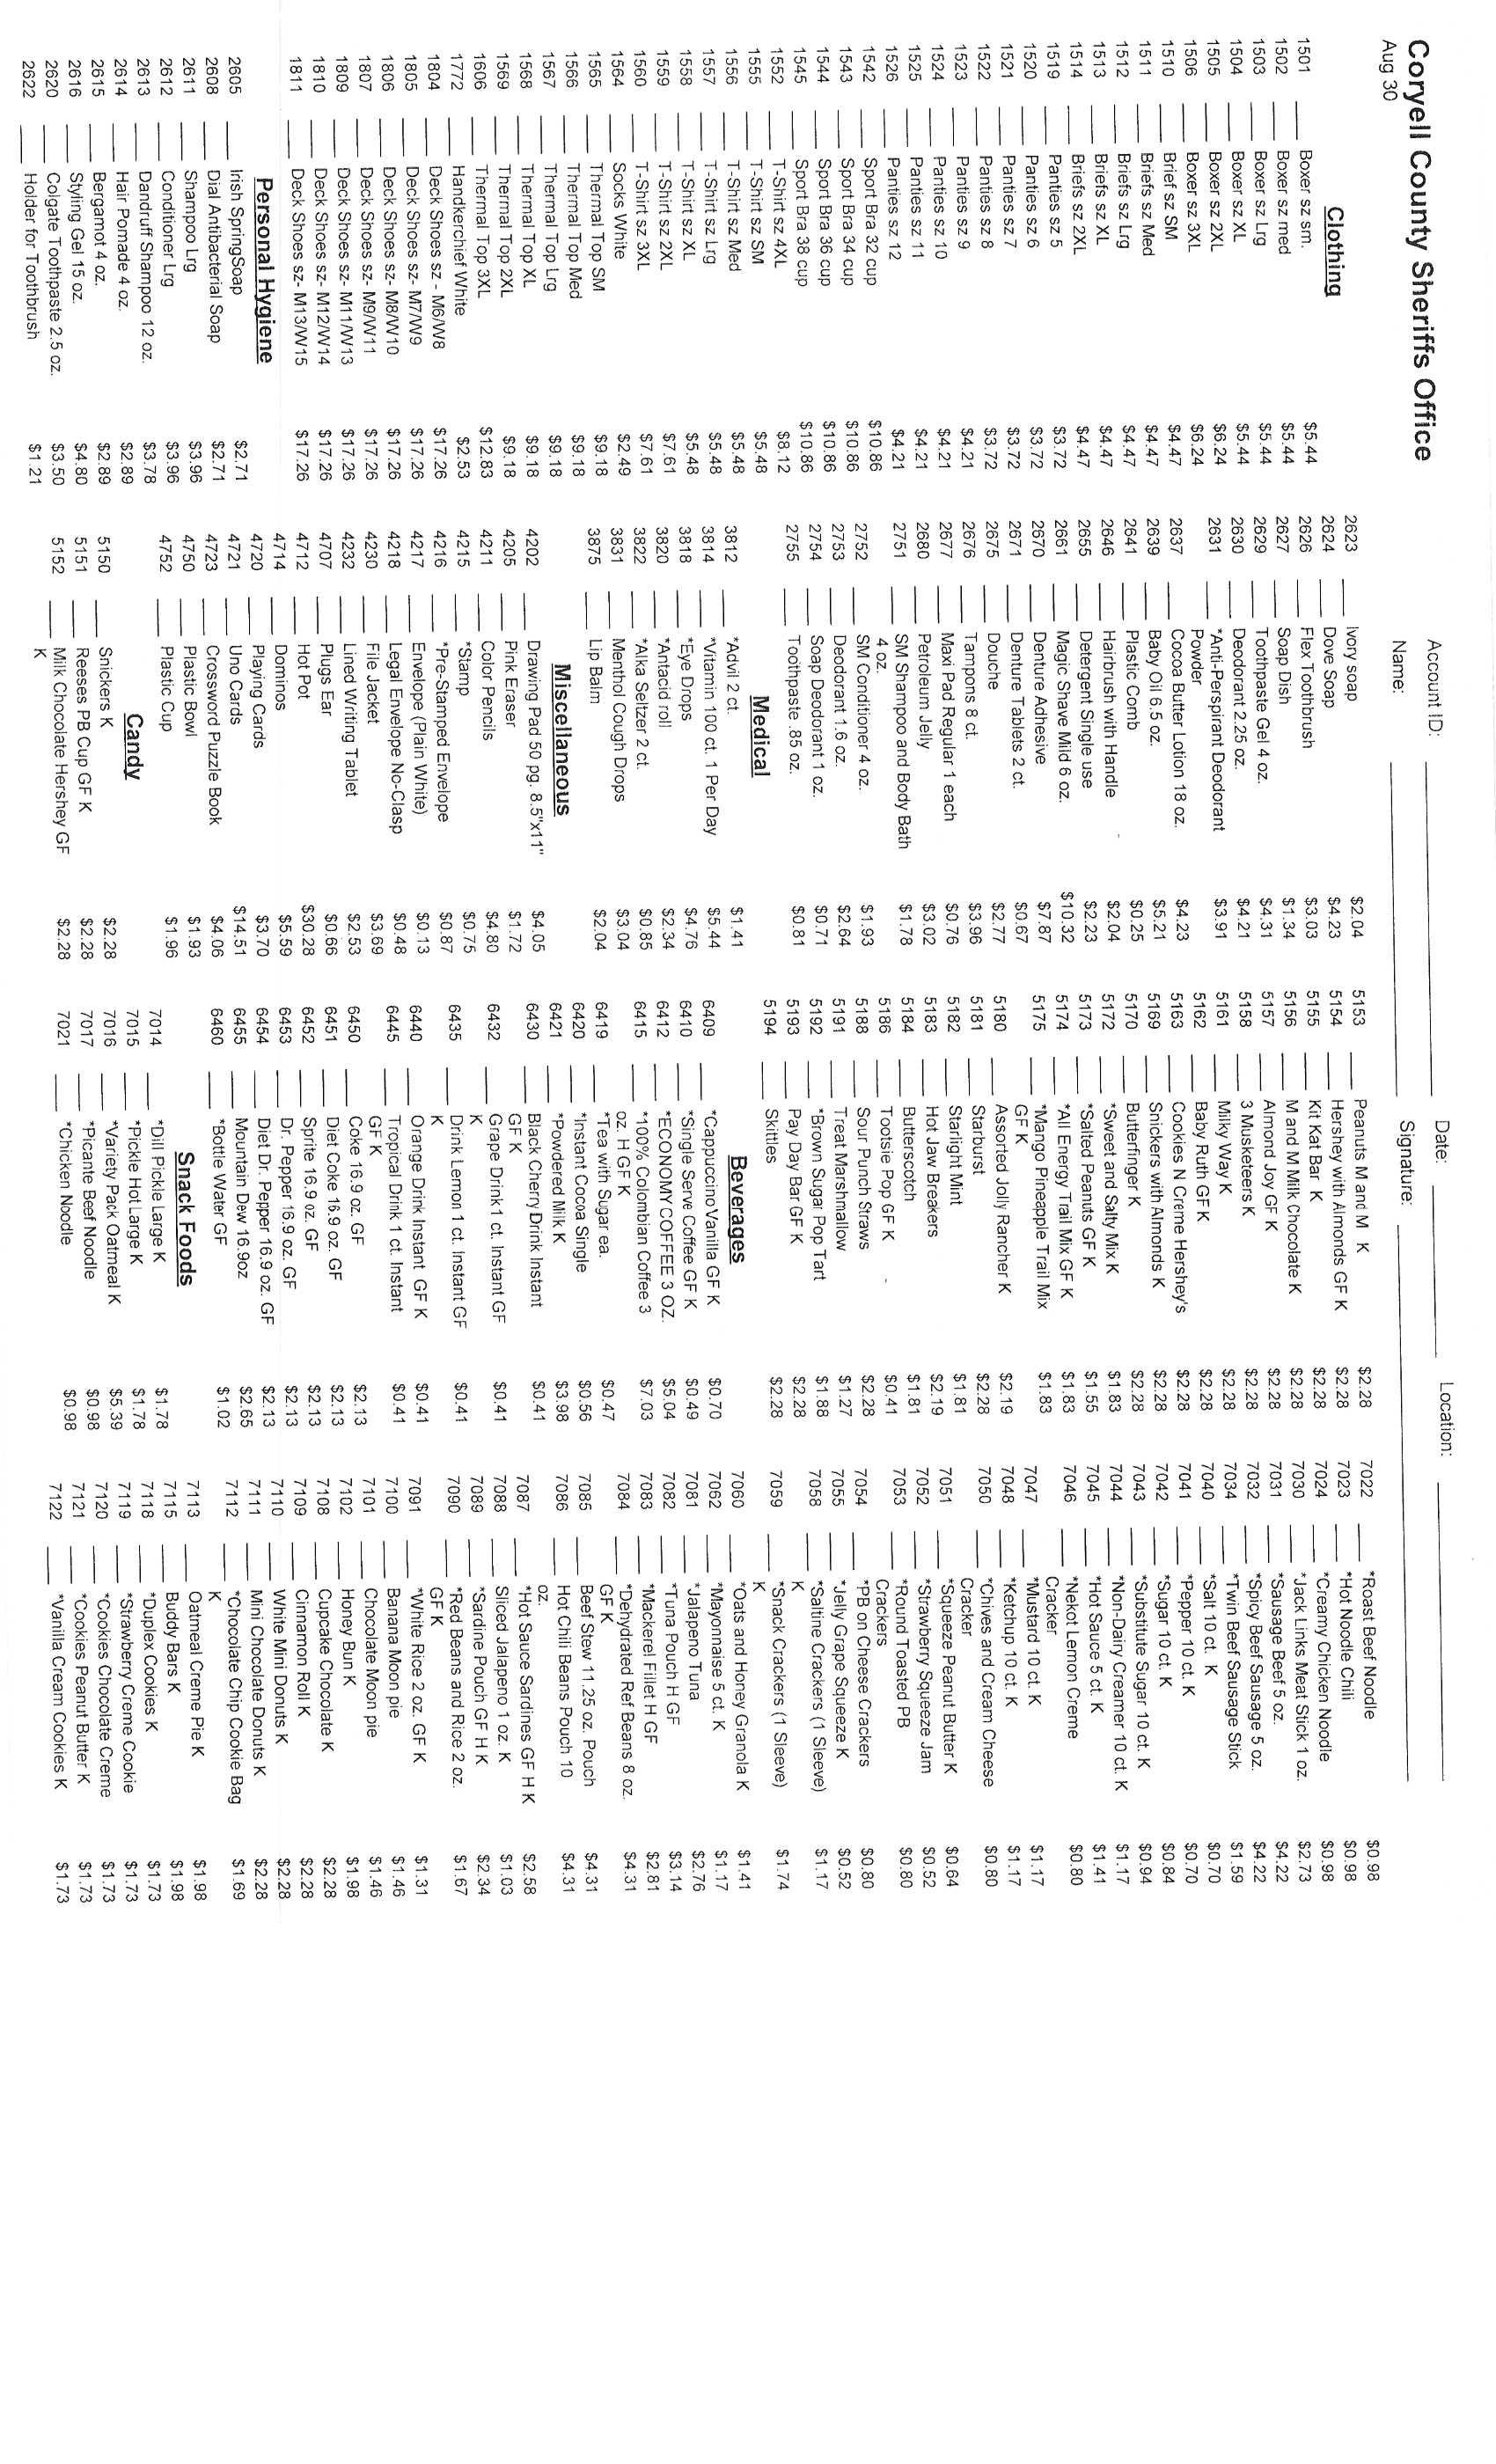 Coryell County Sheriffs Office
Aug 30
Account ID: Date: Location:
Name: Signature:
Clothing
1501 Boxer sz sm. $5.44
1502 Boxer sz med $5.44
1503 Boxer sz Lrg $5.44
1504 Boxer sz XL $5.44
1505 Boxer sz 2XL $6.24
1506 Boxer sz 3XL $6.24
1510 Brief sz SM $4.47
1511 Briefs sz Med $4.47
1512 Briefs sz Lrg $4.47
1513 Briefs sz XL $4.47
1514 Briefs sz 2XL $4.47
1519 Panties sz 5 $3.72
1520 Panties sz 6 $3.72
1521 Panties sz 7 $3.72
1522 Panties sz 8 $3.72
1523 Panties sz 9 $4.21
1524 Panties sz 10 $4.21
1525 Panties sz 11 $4.21
1526 Panties sz 12 $4.21
1542 Sport Bra 32 cup $10.86
1543 Sport Bra 34 cup $10.86
1544 Sport Bra 36 cup $10.86
1545 Sport Bra 38 cup $10.86
1552 T-Shirt sz 4XL $8.12
1555 T-Shirt sz SM $5.48
1556 T-Shirt sz Med $5.48
1557 T-Shirt sz Lrg $5.48
1558 T-Shirt sz XL $5.48
1559 T-Shirt sz 2XL $7.61
1560 T-Shirt sz 3XL $7.61
1564 Socks White $2.49
1565 Thermal Top SM $9.18
1566 Thermal Top Med $9.18
1567 Thermal Top Lrg $9.18
1568 Thermal Top XL $9.18
1569 Thermal Top 2XL $9.18
1606 Thermal Top 3XL $12.83
1772 Handkerchief White $2.53
1804 Deck Shoes sz - M6/W8 $17.26
1805 Deck Shoes sz- M7/W9 $17.26
1806 Deck Shoes sz- M8/W10 $17.26
1807 Deck Shoes sz- M9/W11 $17.26
1809 Deck Shoes sz- M11/W13 $17.26
1810 Deck Shoes sz- M12/W14 $17.26
1811 Deck Shoes sz- M13/W15 $17.26
Personal Hygiene
2605 Irish SpringSoap $2.71
2608 Dial Antibacterial Soap $2.71
2611 Shampoo Lrg $3.96
2612 Conditioner Lrg $3.96
2613 Dandruff Shampoo 12 oz. $3.78
2614 Hair Pomade 4 oz. $2.89
2615 Bergamot 4 oz. $2.89
2616 Styling Gel 15 oz. $4.80
2620 Colgate Toothpaste 2.5 oz. $3.50
2622 Holder for Toothbrush $1.21
2623 Ivory soap $2.04
2624 Dove Soap $4.23
2626 Flex Toothbrush $3.03
2627 Soap Dish $1.34
2629 Toothpaste Gel 4 oz. $4.31
2630 Deodorant 2.25 oz. $4.21
2631 *Anti-Perspirant Deodorant $3.91
Powder
2637 Cocoa Butter Lotion 18 oz. $4.23
2639 Baby Oil 6.5 oz. $5.21
2641 Plastic Comb $0.25
2646 Hairbrush with Handle $2.04
2655 Detergent Single use $2.23
2661 Magic Shave Mild 6 oz. $10.32
2670 Denture Adhesive $7.87
2671 Denture Tablets 2 ct. $0.67
2675 Douche $2.77
2676 Tampons 8 ct. $3.96
2677 Maxi Pad Regular 1 each $0.76
2680 Petroleum Jelly $3.02
2751 SM Shampoo and Body Bath $1.78
4 oz.
2752 SM Conditioner 4 oz. $1.93
2753 Deodorant 1.6 oz. $2.64
2754 Soap Deodorant 1 oz. $0.71
2755 Toothpaste .85 oz. $0.81
Medical
3812 *Advil 2 ct. $1.41
3814 *Vitamin 100 ct. 1 Per Day $5.44
3818 *Eye Drops $4.76
3820 *Antacid roll $2.34
3822 *Alka Seltzer 2 ct. $0.85
3831 Menthol Cough Drops $3.04
3875 Lip Balm $2.04
Miscellaneous
4202 Drawing Pad 50 pg. 8.5"x11" $4.05
4205 Pink Eraser $1.72
4211 Color Pencils $4.80
4215 *Stamp $0.75
4216 *Pre-Stamped Envelope $0.87
4217 Envelope (Plain White) $0.13
4218 Legal Envelope No-Clasp $0.48
4230 File Jacket $3.69
4232 Lined Writing Tablet $2.53
4707 Plugs Ear $0.66
4712 Hot Pot $30.28
4714 Dominos $5.59
4720 Playing Cards $3.70
4721 Uno Cards $14.51
4723 Crossword Puzzle Book $4.06
4750 Plastic Bowl $1.93
4752 Plastic Cup $1.96
Candy
5150 Snickers K $2.28
5151 Reeses PB Cup GF K $2.28
5152 Milk Chocolate Hershey GF $2.28
K
5153 Peanuts M and M K $2.28
5154 Hershey with Almonds GF K $2.28
5155 Kit Kat Bar K $2.28
5156 M and M Milk Chocolate K $2.28
5157 Almond Joy GF K $2.28
5158 3 Musketeers K $2.28
5161 Milky Way K $2.28
5162 Baby Ruth GF K $2.28
5163 Cookies N Creme Hershey's $2.28
5169 Snickers with Almonds K $2.28
5170 Butterfinger K $2.28
5172 *Sweet and Salty Mix K $1.83
5173 *Salted Peanuts GF K $1.55
5174 *All Energy Trail Mix GF K $1.83
5175 *Mango Pineapple Trail Mix $1.83
GF K
5180 Assorted Jolly Rancher K $2.19
5181 Starburst $2.28
5182 Starlight Mint $1.81
5183 Hot Jaw Breakers $2.19
5184 Butterscotch $1.81
5186 Tootsie Pop GF K $0.41
5188 Sour Punch Straws $2.28
5191 Treat Marshmallow $1.27
5192 *Brown Sugar Pop Tart $1.88
5193 Pay Day Bar GF K $2.28
5194 Skittles $2.28
Beverages
6409 *Cappuccino Vanilla GF K $0.70
6410 *Single Serve Coffee GF K $0.49
6412 *ECONOMY COFFEE 3 OZ. $5.04
6415 *100% Colombian Coffee 3 $7.03
oz. H GF K
6419 *Tea with Sugar ea. $0.47
6420 *Instant Cocoa Single $0.56
6421 *Powdered Milk K $3.98
6430 Black Cherry Drink Instant $0.41
GF K
6432 Grape Drink 1 ct. Instant GF $0.41
K
6435 Drink Lemon 1 ct. Instant GF $0.41
K
6440 Orange Drink Instant GF K $0.41
6445 Tropical Drink 1 ct. Instant $0.41
GF K
6450 Coke 16.9 oz. GF $2.13
6451 Diet Coke 16.9 oz. GF $2.13
6452 Sprite 16.9 oz. GF $2.13
6453 Dr. Pepper 16.9 oz. GF $2.13
6454 Diet Dr. Pepper 16.9 oz. GF $2.13
6455 Mountain Dew 16.9oz $2.65
6460 *Bottle Water GF $1.02
Snack Foods
7014 *Dill Pickle Large K $1.78
7015 *Pickle Hot Large K $1.78
7016 *Variety Pack Oatmeal K $5.39
7017 *Picante Beef Noodle $0.98
7021 *Chicken Noodle $0.98
7022 *Roast Beef Noodle $0.98
7023 *Hot Noodle Chili $0.98
7024 *Creamy Chicken Noodle $0.98
7030 *Jack Links Meat Stick 1 oz. $2.73
7031 *Sausage Beef 5 oz. $4.22
7032 *Spicy Beef Sausage 5 oz. $4.22
7034 *Twin Beef Sausage Stick $1.59
7040 *Salt 10 ct. K $0.70
7041 *Pepper 10 ct. K $0.70
7042 *Sugar 10 ct. K $0.84
7043 *Substitute Sugar 10 ct. K $0.94
7044 *Non-Dairy Creamer 10 ct. K $1.17
7045 *Hot Sauce 5 ct. K $1.41
7046 *Nekot Lemon Creme $0.80
Cracker
7047 *Mustard 10 ct. K $1.17
7048 *Ketchup 10 ct. K $1.17
7050 *Chives and Cream Cheese $0.80
Cracker
7051 *Squeeze Peanut Butter K $0.64
7052 *Strawberry Squeeze Jam $0.52
7053 *Round Toasted PB $0.80
Crackers
7054 *PB on Cheese Crackers $0.80
7055 *Jelly Grape Squeeze K $0.52
7058 *Saltine Crackers (1 Sleeve) $1.17
K
7059 *Snack Crackers (1 Sleeve) $1.74
K
7060 *Oats and Honey Granola K $1.41
7062 *Mayonnaise 5 ct. K $1.17
7081 *Jalapeno Tuna $2.76
7082 *Tuna Pouch H GF $3.14
7083 *Mackerel Fillet H GF $2.81
7084 *Dehydrated Ref Beans 8 oz. $4.31
GF K
7085 Beef Stew 11.25 oz. Pouch $4.31
7086 Hot Chili Beans Pouch 10 $4.31
oz.
7087 *Hot Sauce Sardines GF H K $2.58
7088 Sliced Jalapeno 1 oz. K $1.03
7089 *Sardine Pouch GF H K $2.34
7090 *Red Beans and Rice 2 oz. $1.67
GF K
7091 *White Rice 2 oz. GF K $1.31
7100 Banana Moon pie $1.46
7101 Chocolate Moon pie $1.46
7102 Honey Bun K $1.98
7108 Cupcake Chocolate K $2.28
7109 Cinnamon Roll K $2.28
7110 White Mini Donuts K $2.28
7111 Mini Chocolate Donuts K $2.28
7112 *Chocolate Chip Cookie Bag $1.69
K
7113 Oatmeal Creme Pie K $1.98
7115 Buddy Bars K $1.98
7118 *Duplex Cookies K $1.73
7119 *Strawberry Creme Cookie $1.73
7120 *Cookies Chocolate Creme $1.73
7121 *Cookies Peanut Butter K $1.73
7122 *Vanilla Cream Cookies K $1.73